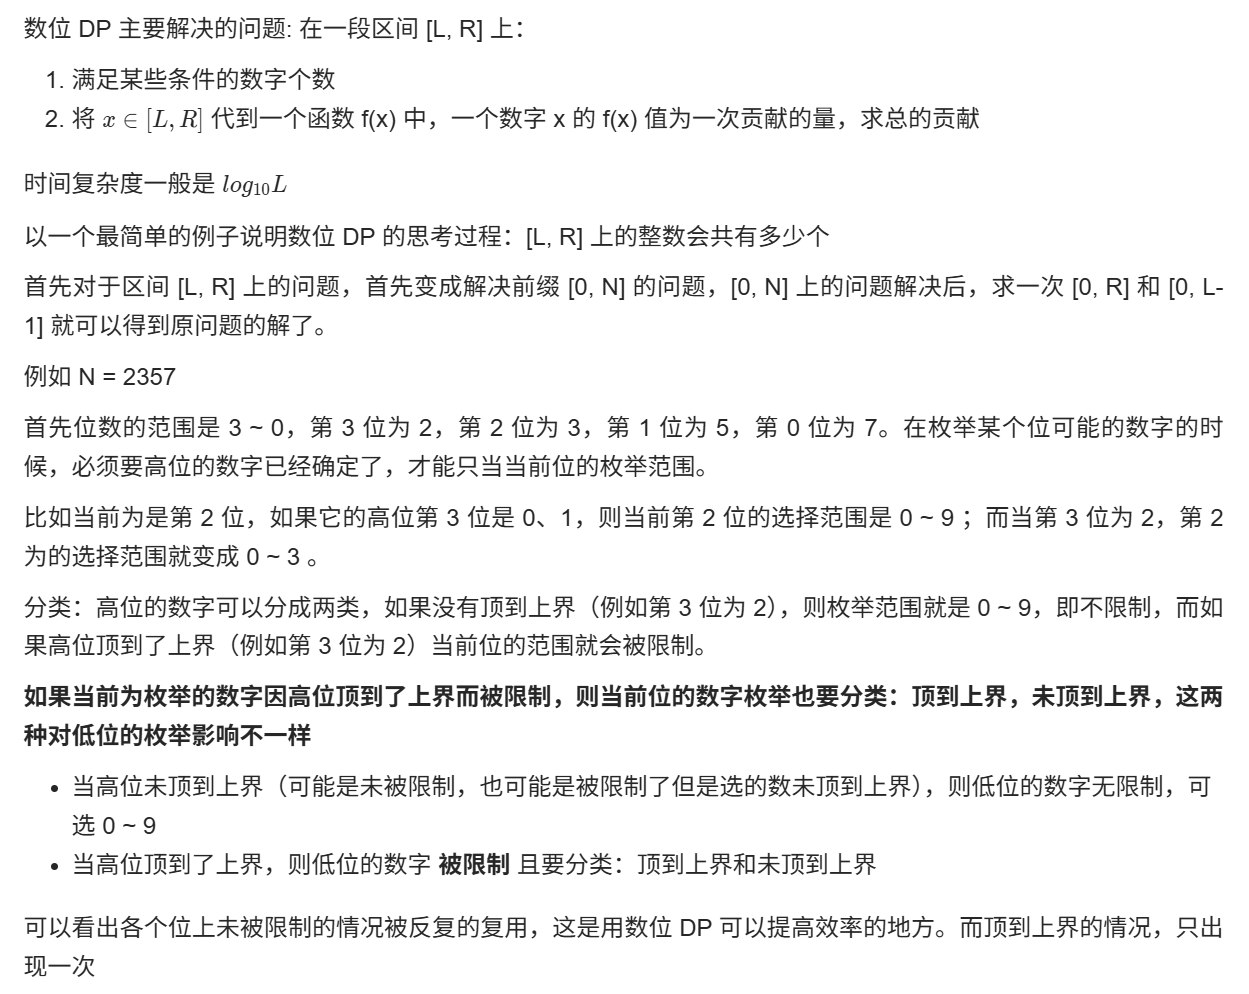 数位 DP 主要解决的问题: 在一段区间 [L, R] 上：
1. 满足某些条件的数字个数
2. 将 x ∈ [L, R] 代到一个函数 f(x) 中，一个数字 x 的 f(x) 值为一次贡献的量，求总的贡献
时间复杂度一般是 log₁₀L
以一个最简单的例子说明数位 DP 的思考过程：[L, R] 上的整数会共有多少个
首先对于区间 [L, R] 上的问题，首先变成解决前缀 [0, N] 的问题，[0, N] 上的问题解决后，求一次 [0, R] 和 [0, L-
1] 就可以得到原问题的解了。
例如 N = 2357
首先位数的范围是 3 ~ 0，第 3 位为 2，第 2 位为 3，第 1 位为 5，第 0 位为 7。在枚举某个位可能的数字的时
候，必须要高位的数字已经确定了，才能只当当前位的枚举范围。
比如当前为是第 2 位，如果它的高位第 3 位是 0、1，则当前第 2 位的选择范围是 0 ~ 9 ；而当第 3 位为 2，第 2
为的选择范围就变成 0 ~ 3 。
分类：高位的数字可以分成两类，如果没有顶到上界（例如第 3 位为 2），则枚举范围就是 0 ~ 9，即不限制，而如
果高位顶到了上界（例如第 3 位为 2）当前位的范围就会被限制。
如果当前为枚举的数字因高位顶到了上界而被限制，则当前位的数字枚举也要分类：顶到上界，未顶到上界，这两
种对低位的枚举影响不一样
• 当高位未顶到上界（可能是未被限制，也可能是被限制了但是选的数未顶到上界），则低位的数字无限制，可
选 0 ~ 9
• 当高位顶到了上界，则低位的数字 被限制 且要分类：顶到上界和未顶到上界
可以看出各个位上未被限制的情况被反复的复用，这是用数位 DP 可以提高效率的地方。而顶到上界的情况，只出
现一次